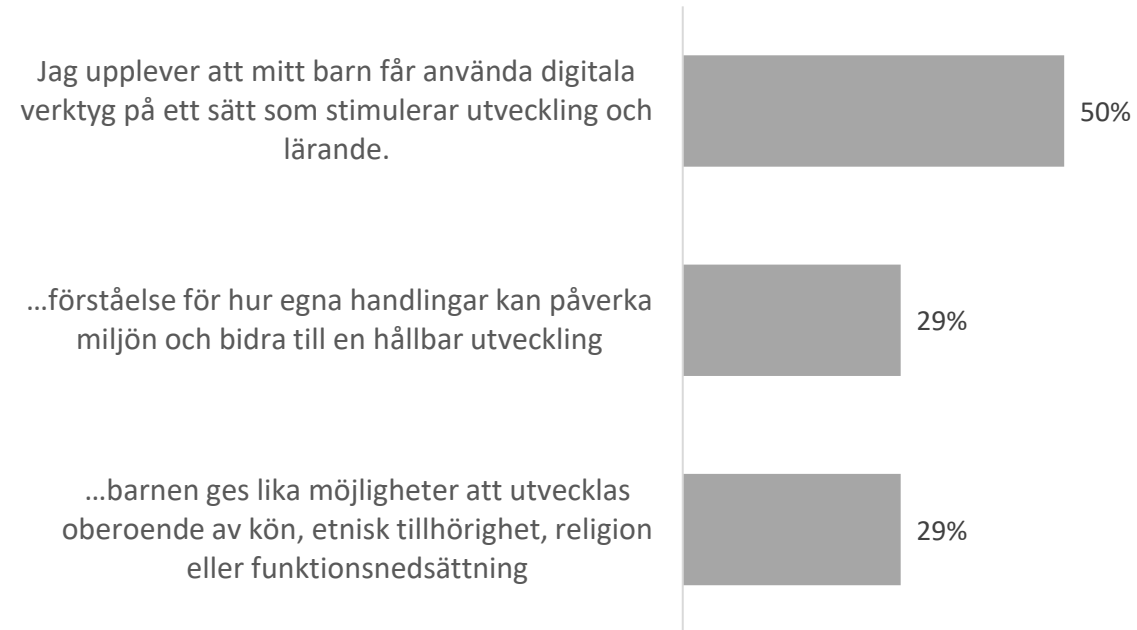 Jag upplever att mitt barn får använda digitala
verktyg på ett sätt som stimulerar utveckling och
lärande.
50%
...förståelse för hur egna handlingar kan påverka
miljön och bidra till en hållbar utveckling
29%
...barnen ges lika möjligheter att utvecklas
oberoende av kön, etnisk tillhörighet, religion
eller funktionsnedsättning
29%